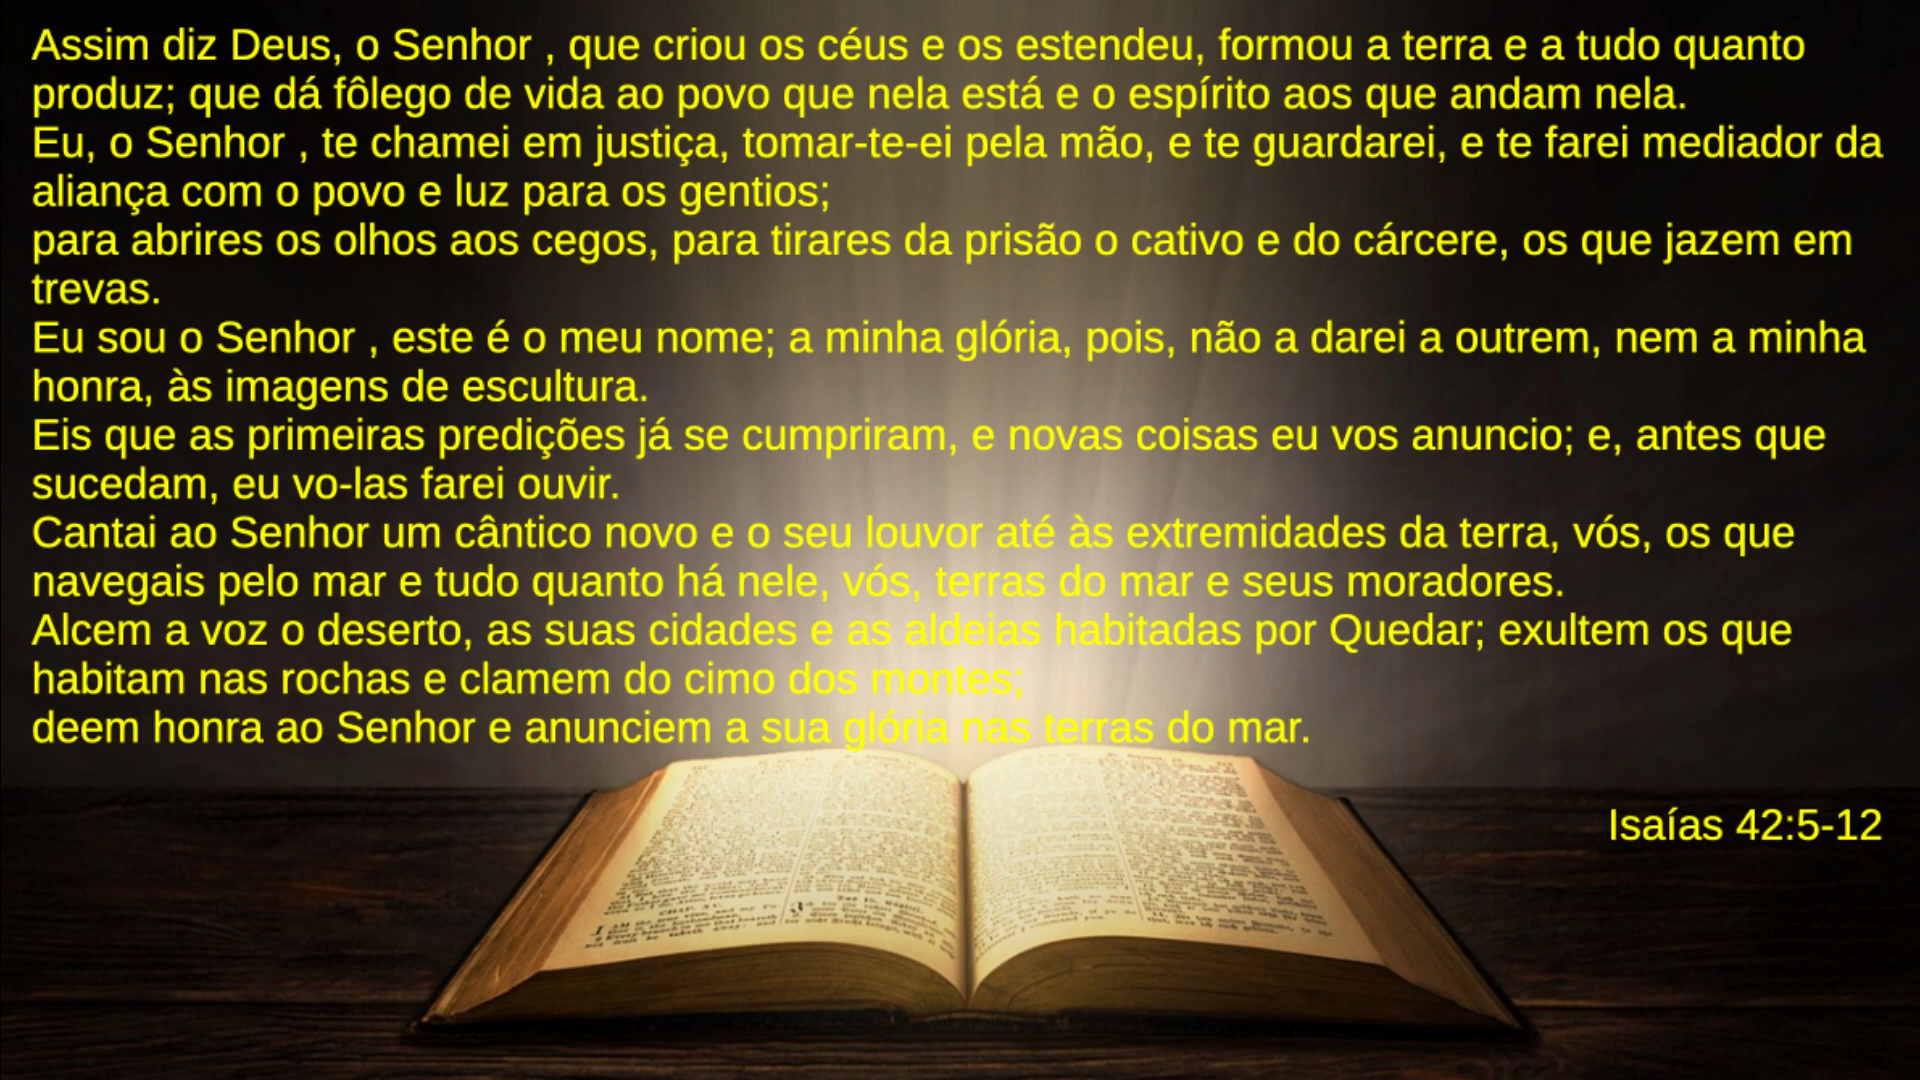 Assim diz Deus, o Senhor , que criou os céus e os estendeu, formou a terra e a tudo quanto
produz; que dá fôlego de vida ao povo que nela está e o espírito aos que andam nela.
Eu, o Senhor , te chamei em justiça, tomar-te-ei pela mão, e te guardarei, e te farei mediador da
aliança com o povo e luz para os gentios;
para abrires os olhos aos cegos, para tirares da prisão o cativo e do cárcere, os que jazem em
trevas.
Eu sou o Senhor , este é o meu nome; a minha glória, pois, não a darei a outrem, nem a minha
honra, às imagens de escultura.
Eis que as primeiras predições já se cumpriram, e novas coisas eu vos anuncio; e, antes que
sucedam, eu vo-las farei ouvir.
Cantai ao Senhor um cântico novo e o seu louvor até às extremidades da terra, vós, os que
navegais pelo mar e tudo quanto há nele, vós, terras do mar e seus moradores.
Alcem a voz o deserto, as suas cidades e as aldeias habitadas por Quedar; exultem os que
habitam nas rochas e clamem do cimo dos montes;
deem honra ao Senhor e anunciem a sua glória nas terras do mar.
Isaías 42:5-12